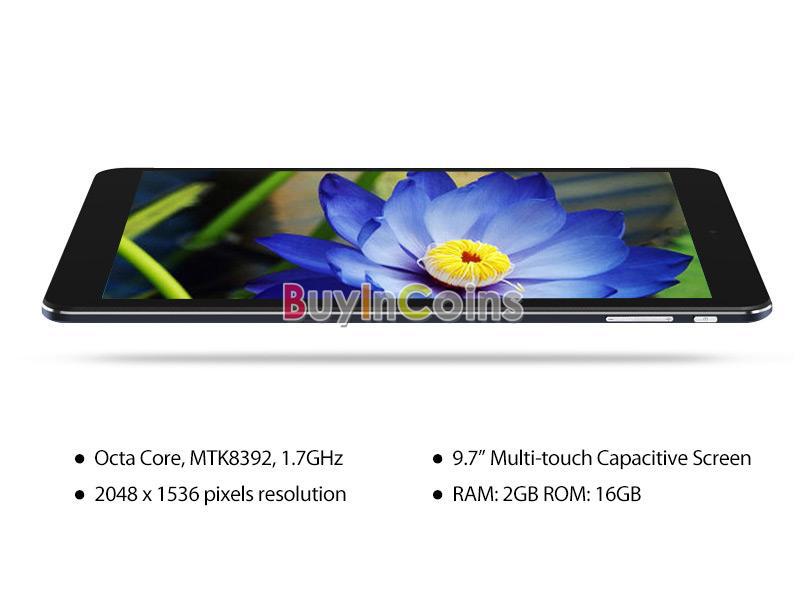 BuyInCoins
● Octa Core, MTK8392, 1.7GHz
● 9.7” Multi-touch Capacitive Screen
● 2048 x 1536 pixels resolution
● RAM: 2GB ROM: 16GB